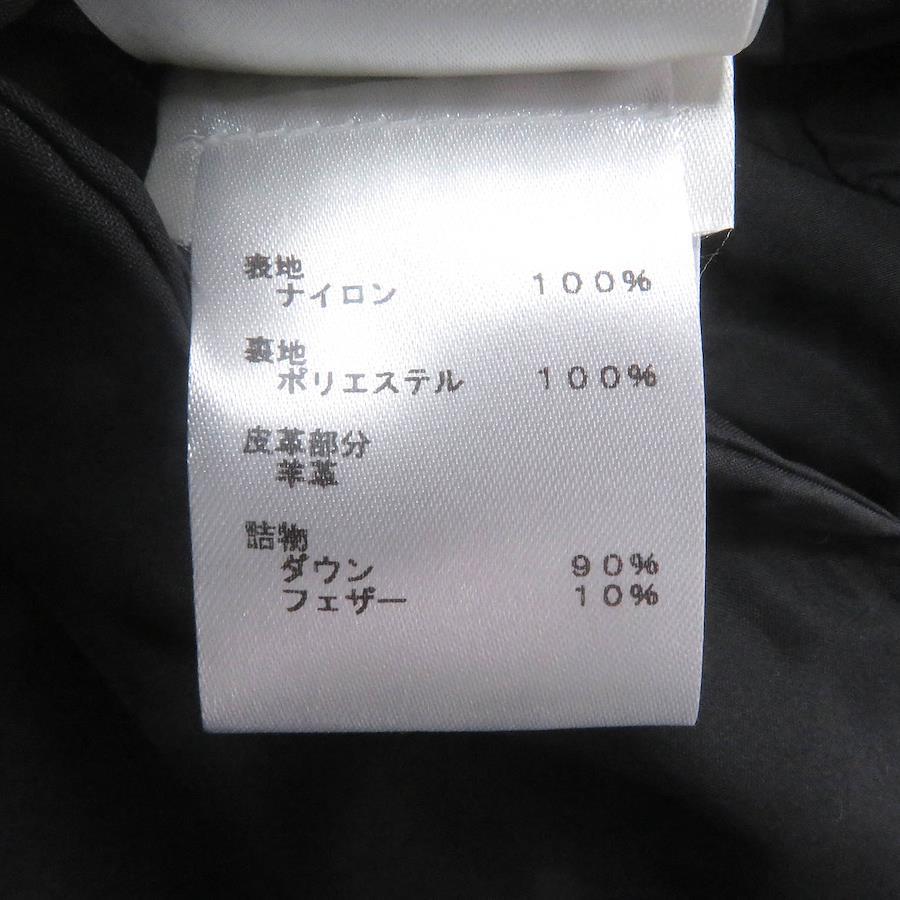 表地
ナイロン 100%
裏地
ポリエステル 100%
皮革部分
羊革
詰物
ダウン 90%
フェザー 10%